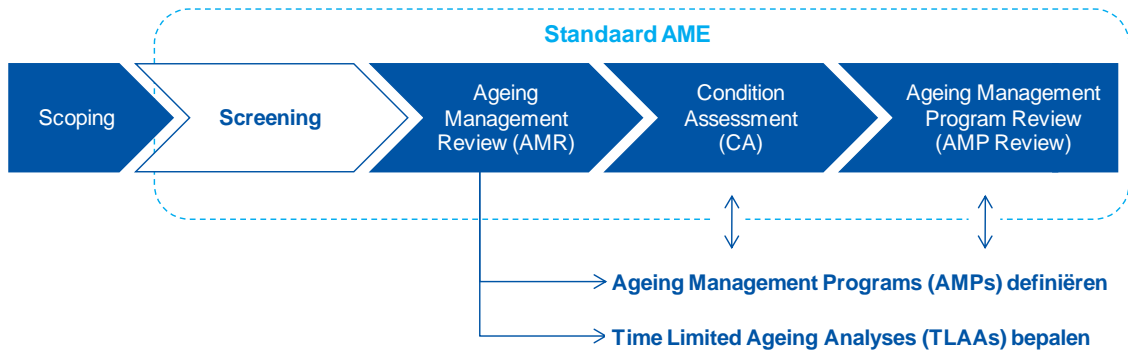 Standaard AME
Scoping
Screening
Ageing
Management
Review (AMR)
Condition
Assessment
(CA)
Ageing Management
Program Review
(AMP Review)
Ageing Management Programs (AMPs) definiëren
Time Limited Ageing Analyses (TLAAs) bepalen